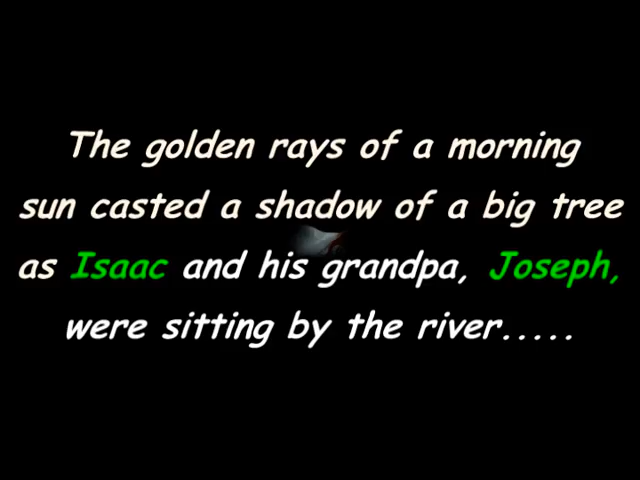 The golden rays of a morning
sun casted a shadow of a big tree
as Isaac and his grandpa, Joseph,
were sitting by the river.....